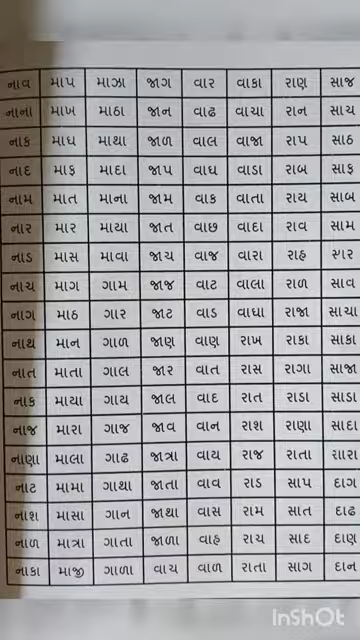 નાવ માપ માઝા જાગ વાર વાકા રાણ સાજ
નાના માખ માઠા જાન વાઢ વાચા રાન સાચ
નાક માઘ માથા જાળ વાલ વાજા રાપ સાઠ
નાદ માફ માદા જાપ વાઘ વાડા રાબ સાફ
નામ માત માના જામ વાક વાતા રાય સાબ
નાર માર માયા જાત વાછ વાદા રાવ સામ
નાડ માસ માવા જાચ વાજ વારા રાહ સાર
નાચ માગ ગામ જાજ વાટ વાલા રાળ સાવ
નાગ માઠ ગાર જાટ વાડ વાઘા રાજા સાચા
નાથ માન ગાળ જાણ વાણ રાખ રાકા સાકા
નાત માતા ગાલ જાર વાત રાસ રાગા સાજા
નાક માયા ગાય જાલ વાદ રાત રાડા સાડા
નાજ મારા ગાજ જાવ વાન રાશ રાણા સાદા
નાણા માલા ગાઢ જાત્રા વાય રાજ રાતા સારા
નાટ મામા ગાથા જાતા વાવ રાડ સાપ દાગ
નાશ માસા ગાન જાથા વાસ રામ સાત દાઢ
નાળ માત્રા ગાતા જાળા વાહ રાય સાદ દાણ
નાકા માજી ગાળા વાચ વાળ રાતા સાગ દાન
InShOt